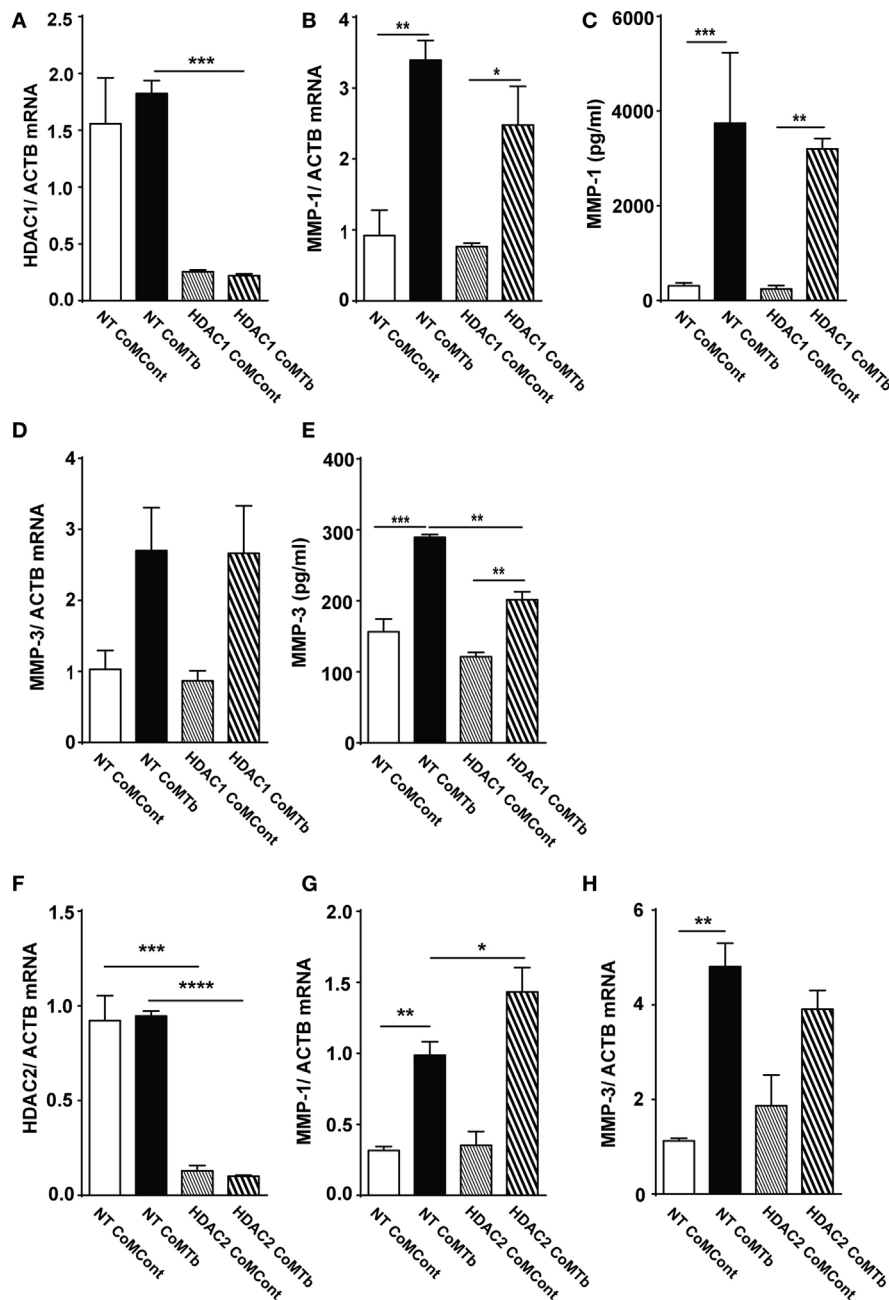 A
HDAC1/ ACTB mRNA
2.5
2.0
1.5
1.0
0.5
0.0
***
NT CoMCont
NT CoMTb
HDAC1 CoMCont
HDAC1 CoMTb
B
MMP-1/ ACTB mRNA
4
3
2
1
0
**
*
NT CoMCont
NT CoMTb
HDAC1 CoMCont
HDAC1 CoMTb
C
MMP-1 (pg/ml)
6000
4000
2000
0
***
**
NT CoMCont
NT CoMTb
HDAC1 CoMCont
HDAC1 CoMTb
D
MMP-3/ ACTB mRNA
4
3
2
1
0
NT CoMCont
NT CoMTb
HDAC1 CoMCont
HDAC1 CoMTb
E
MMP-3 (pg/ml)
400
300
200
100
0
***
**
**
NT CoMCont
NT CoMTb
HDAC1 CoMCont
HDAC1 CoMTb
F
HDAC2/ ACTB mRNA
1.5
1.0
0.5
0.0
***
****
NT CoMCont
NT CoMTb
HDAC2 CoMCont
HDAC2 CoMTb
G
MMP-1/ ACTB mRNA
2.0
1.5
1.0
0.5
0.0
*
**
NT CoMCont
NT CoMTb
HDAC2 CoMCont
HDAC2 CoMTb
H
MMP-3/ ACTB mRNA
6
4
2
0
**
NT CoMCont
NT CoMTb
HDAC2 CoMCont
HDAC2 CoMTb